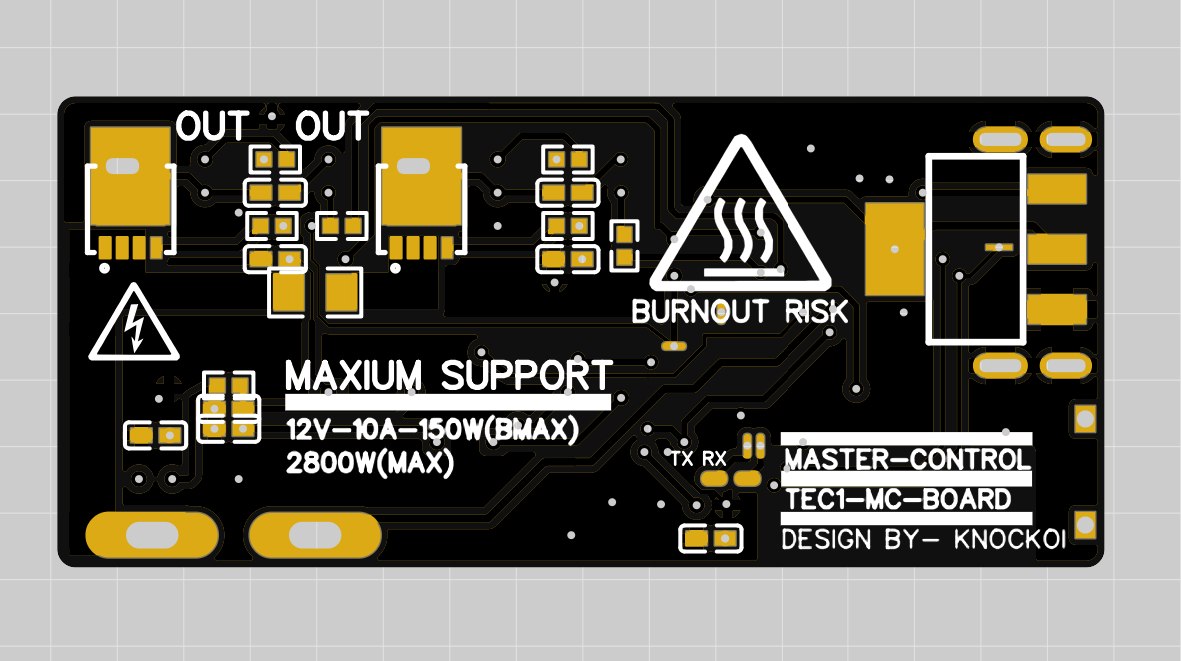 OUT OUT
BURNOUT RISK
MAXIUM SUPPORT
12V-10A-150W(BMAX)
2800W(MAX)
TX RX
MASTER-CONTROL
TEC1-MC-BOARD
DESIGN BY- KNOCKOI